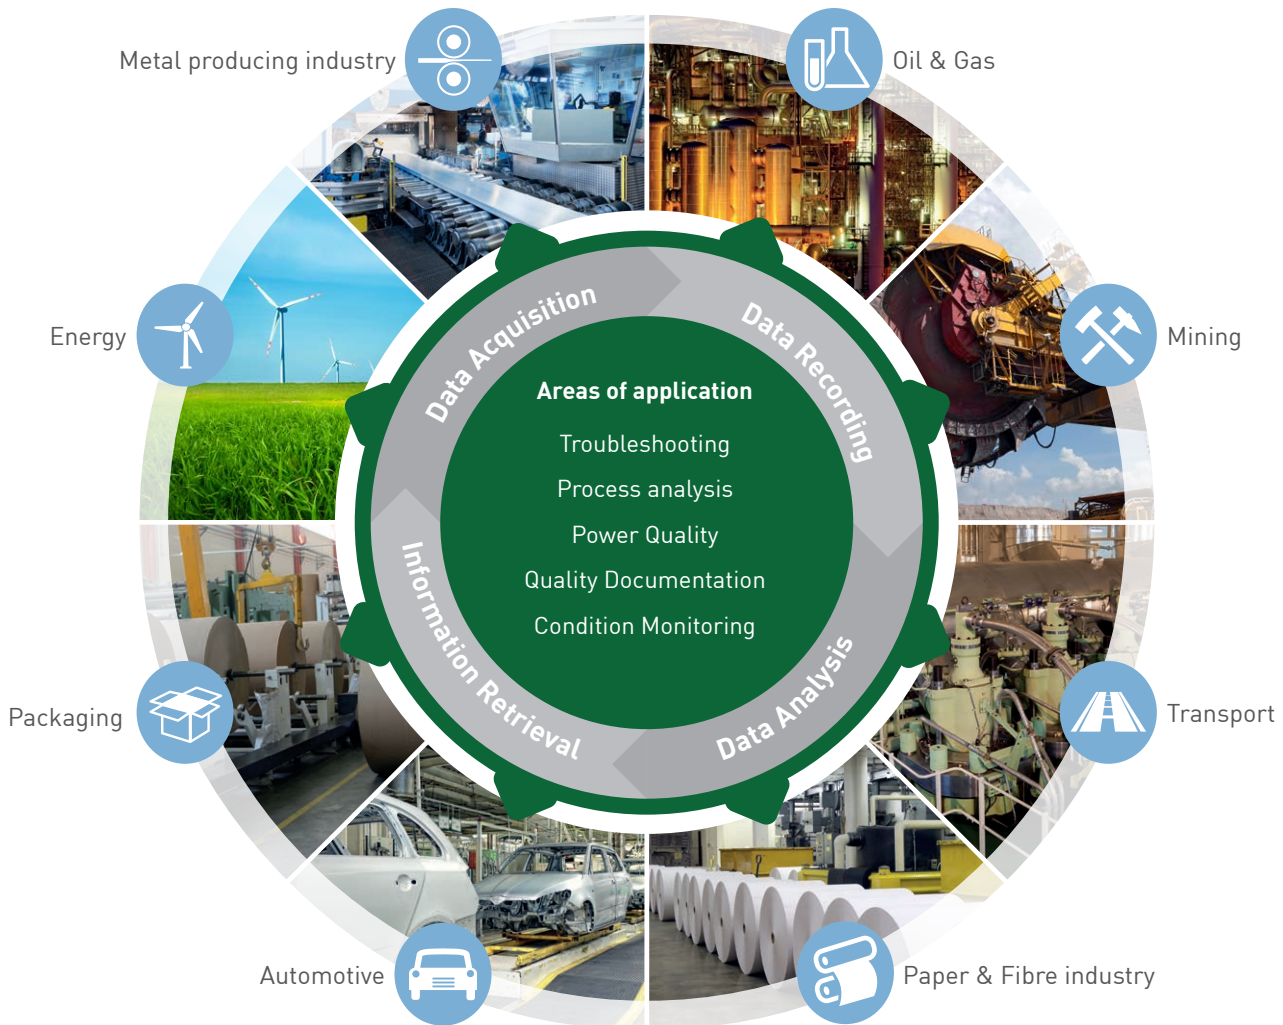 Metal producing industry
Oil & Gas
Energy
Mining
Data Acquisition
Data Recording
Areas of application
Troubleshooting
Process analysis
Power Quality
Quality Documentation
Condition Monitoring
Information Retrieval
Data Analysis
Packaging
Transport
Automotive
Paper & Fibre industry